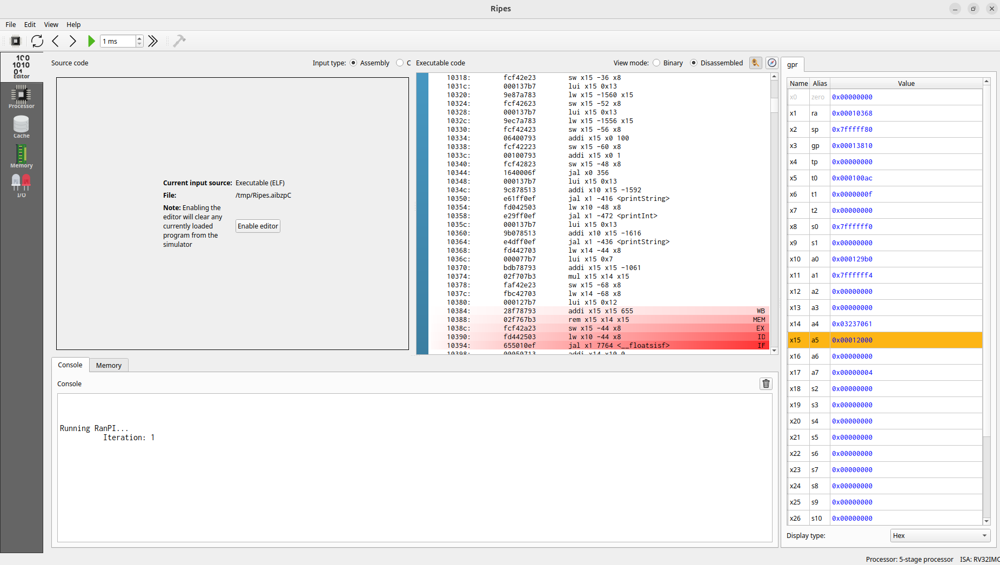 Ripes
File Edit View Help
1 ms
Source code
Input type: Assembly C
Executable code
View mode: Binary Disassembled
100
1010
01
Editor
Processor
Cache
Memory
I/O
Current input source: Executable (ELF)
File: /tmp/Ripes.aibzpC
Note: Enabling the
editor will clear any
currently loaded
program from the
simulator
Enable editor
10318: fcf42e23 sw x15 -36 x8
1031c: 000137b7 lui x15 0x13
10320: 9e87a783 lw x15 -1560 x15
10324: fcf42623 sw x15 -52 x8
10328: 000137b7 lui x15 0x13
1032c: 9ec7a783 lw x15 -1556 x15
10330: fcf42423 sw x15 -56 x8
10334: 06400793 addi x15 x0 100
10338: fcf42223 sw x15 -60 x8
1033c: 00100793 addi x15 x0 1
10340: fcf42823 sw x15 -48 x8
10344: 1640006f jal x0 356
10348: 000137b7 lui x15 0x13
1034c: 9c878513 addi x10 x15 -1592
10350: e61ff0ef jal x1 -416 <printString>
10354: fd042503 lw x10 -48 x8
10358: e29ff0ef jal x1 -472 <printInt>
1035c: 000137b7 lui x15 0x13
10360: 9b078513 addi x10 x15 -1616
10364: e4dff0ef jal x1 -436 <printString>
10368: fd442703 lw x14 -44 x8
1036c: 000077b7 lui x15 0x7
10370: bdb78793 addi x15 x15 -1061
10374: 02f707b3 mul x15 x14 x15
10378: faf42e23 sw x15 -68 x8
1037c: fbc42703 lw x14 -68 x8
10380: 000127b7 lui x15 0x12
10384: 28f78793 addi x15 x15 655 WB
10388: 02f767b3 rem x15 x14 x15 MEM
1038c: fcf42a23 sw x15 -44 x8 EX
10390: fd442503 lw x10 -44 x8 ID
10394: 655010ef jal x1 7764 <__floatsisf> IF
10398: 00050713 addi x14 x10 0
Console Memory
Console
Running RanPI...
Iteration: 1
gpr
Name Alias Value
x0 zero 0x00000000
x1 ra 0x00010368
x2 sp 0x7fffff80
x3 gp 0x00013810
x4 tp 0x00000000
x5 t0 0x000100ac
x6 t1 0x0000000f
x7 t2 0x00000000
x8 s0 0x7ffffff0
x9 s1 0x00000000
x10 a0 0x000129b0
x11 a1 0x7ffffff4
x12 a2 0x00000000
x13 a3 0x00000000
x14 a4 0x03237061
x15 a5 0x00012000
x16 a6 0x00000000
x17 a7 0x00000004
x18 s2 0x00000000
x19 s3 0x00000000
x20 s4 0x00000000
x21 s5 0x00000000
x22 s6 0x00000000
x23 s7 0x00000000
x24 s8 0x00000000
x25 s9 0x00000000
x26 s10 0x00000000
Display type: Hex
Processor: 5-stage processor ISA: RV32IMC